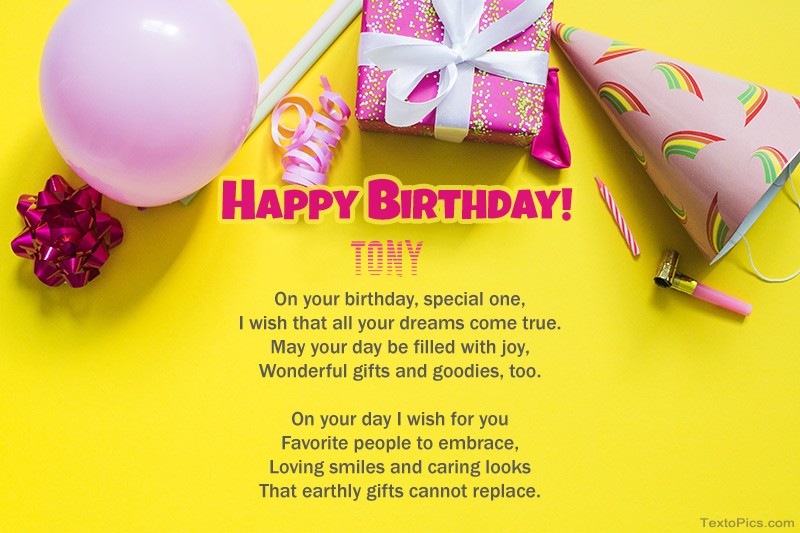 Happy Birthday!
TONY
On your birthday, special one,
I wish that all your dreams come true.
May your day be filled with joy,
Wonderful gifts and goodies, too.
On your day I wish for you
Favorite people to embrace,
Loving smiles and caring looks
That earthly gifts cannot replace.
TextoPics.com